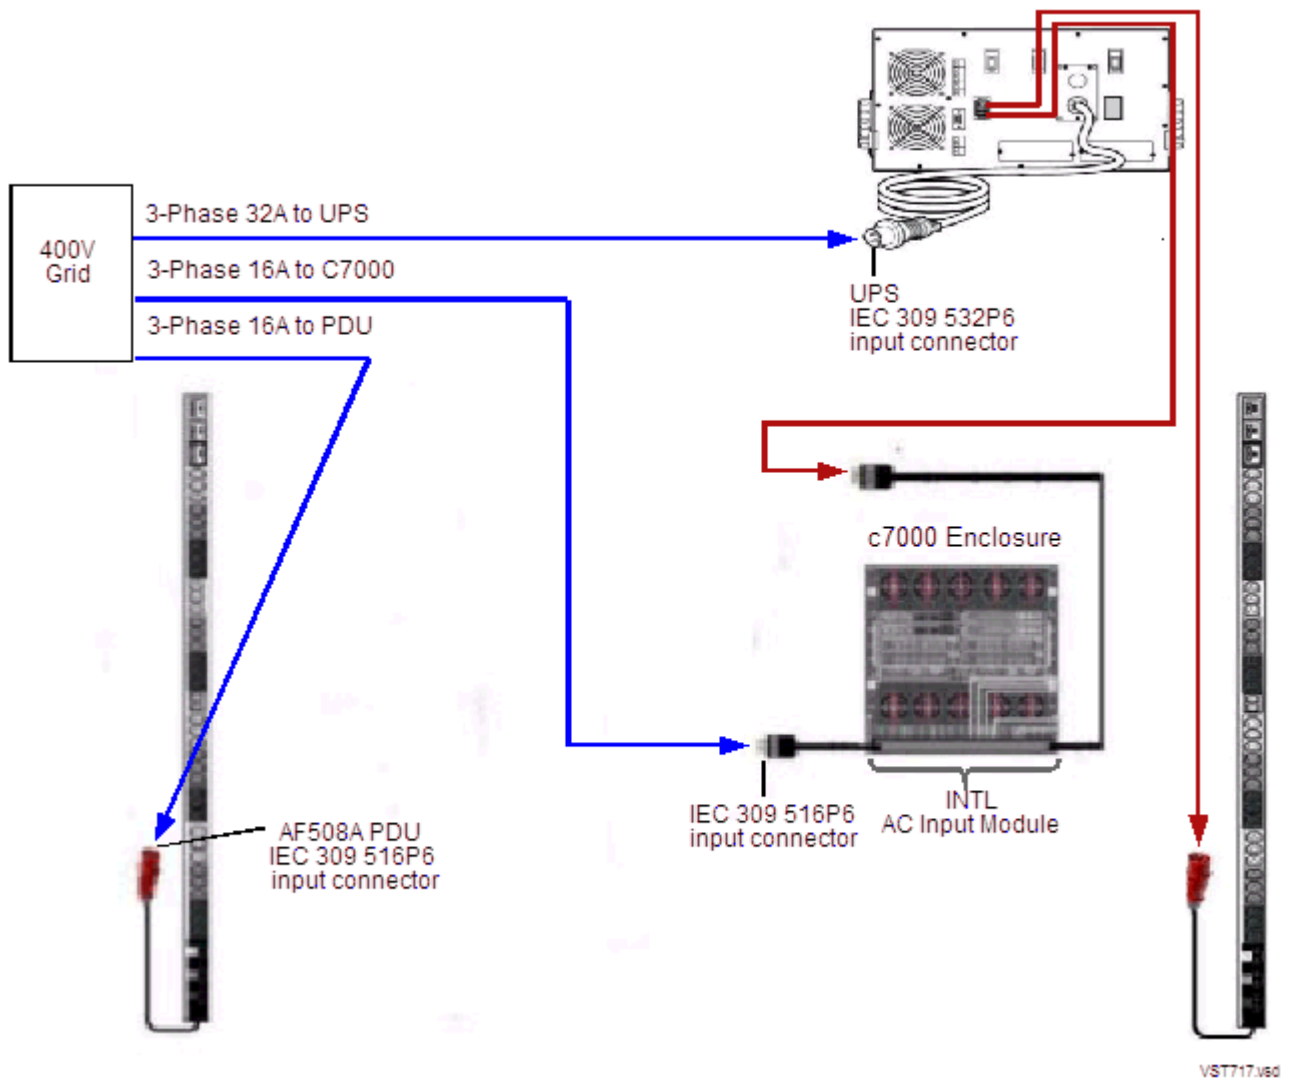 3-Phase 32A to UPS
400V
Grid
3-Phase 16A to C7000
3-Phase 16A to PDU
UPS
IEC 309 532P6
input connector
c7000 Enclosure
IEC 309 516P6
input connector
INTL
AC Input Module
AF508A PDU
IEC 309 516P6
input connector
VST717.vsd